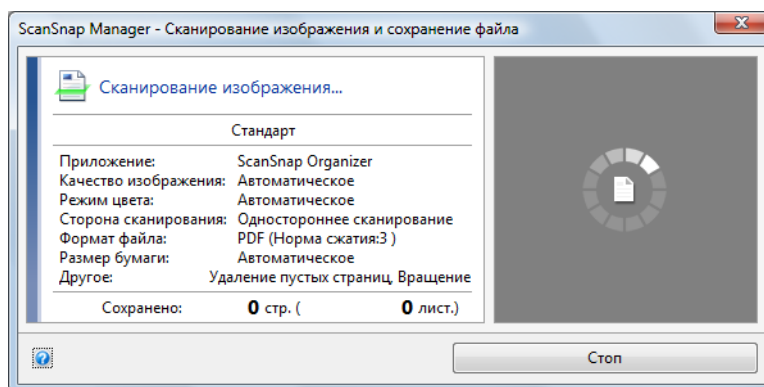 ScanSnap Manager - Сканирование изображения и сохранение файла
Сканирование изображения...
Стандарт
Приложение: ScanSnap Organizer
Качество изображения: Автоматическое
Режим цвета: Автоматическое
Сторона сканирования: Одностороннее сканирование
Формат файла: PDF (Норма сжатия:3 )
Размер бумаги: Автоматическое
Другое: Удаление пустых страниц, Вращение
Сохранено: 0 стр. ( 0 лист.)
Стоп